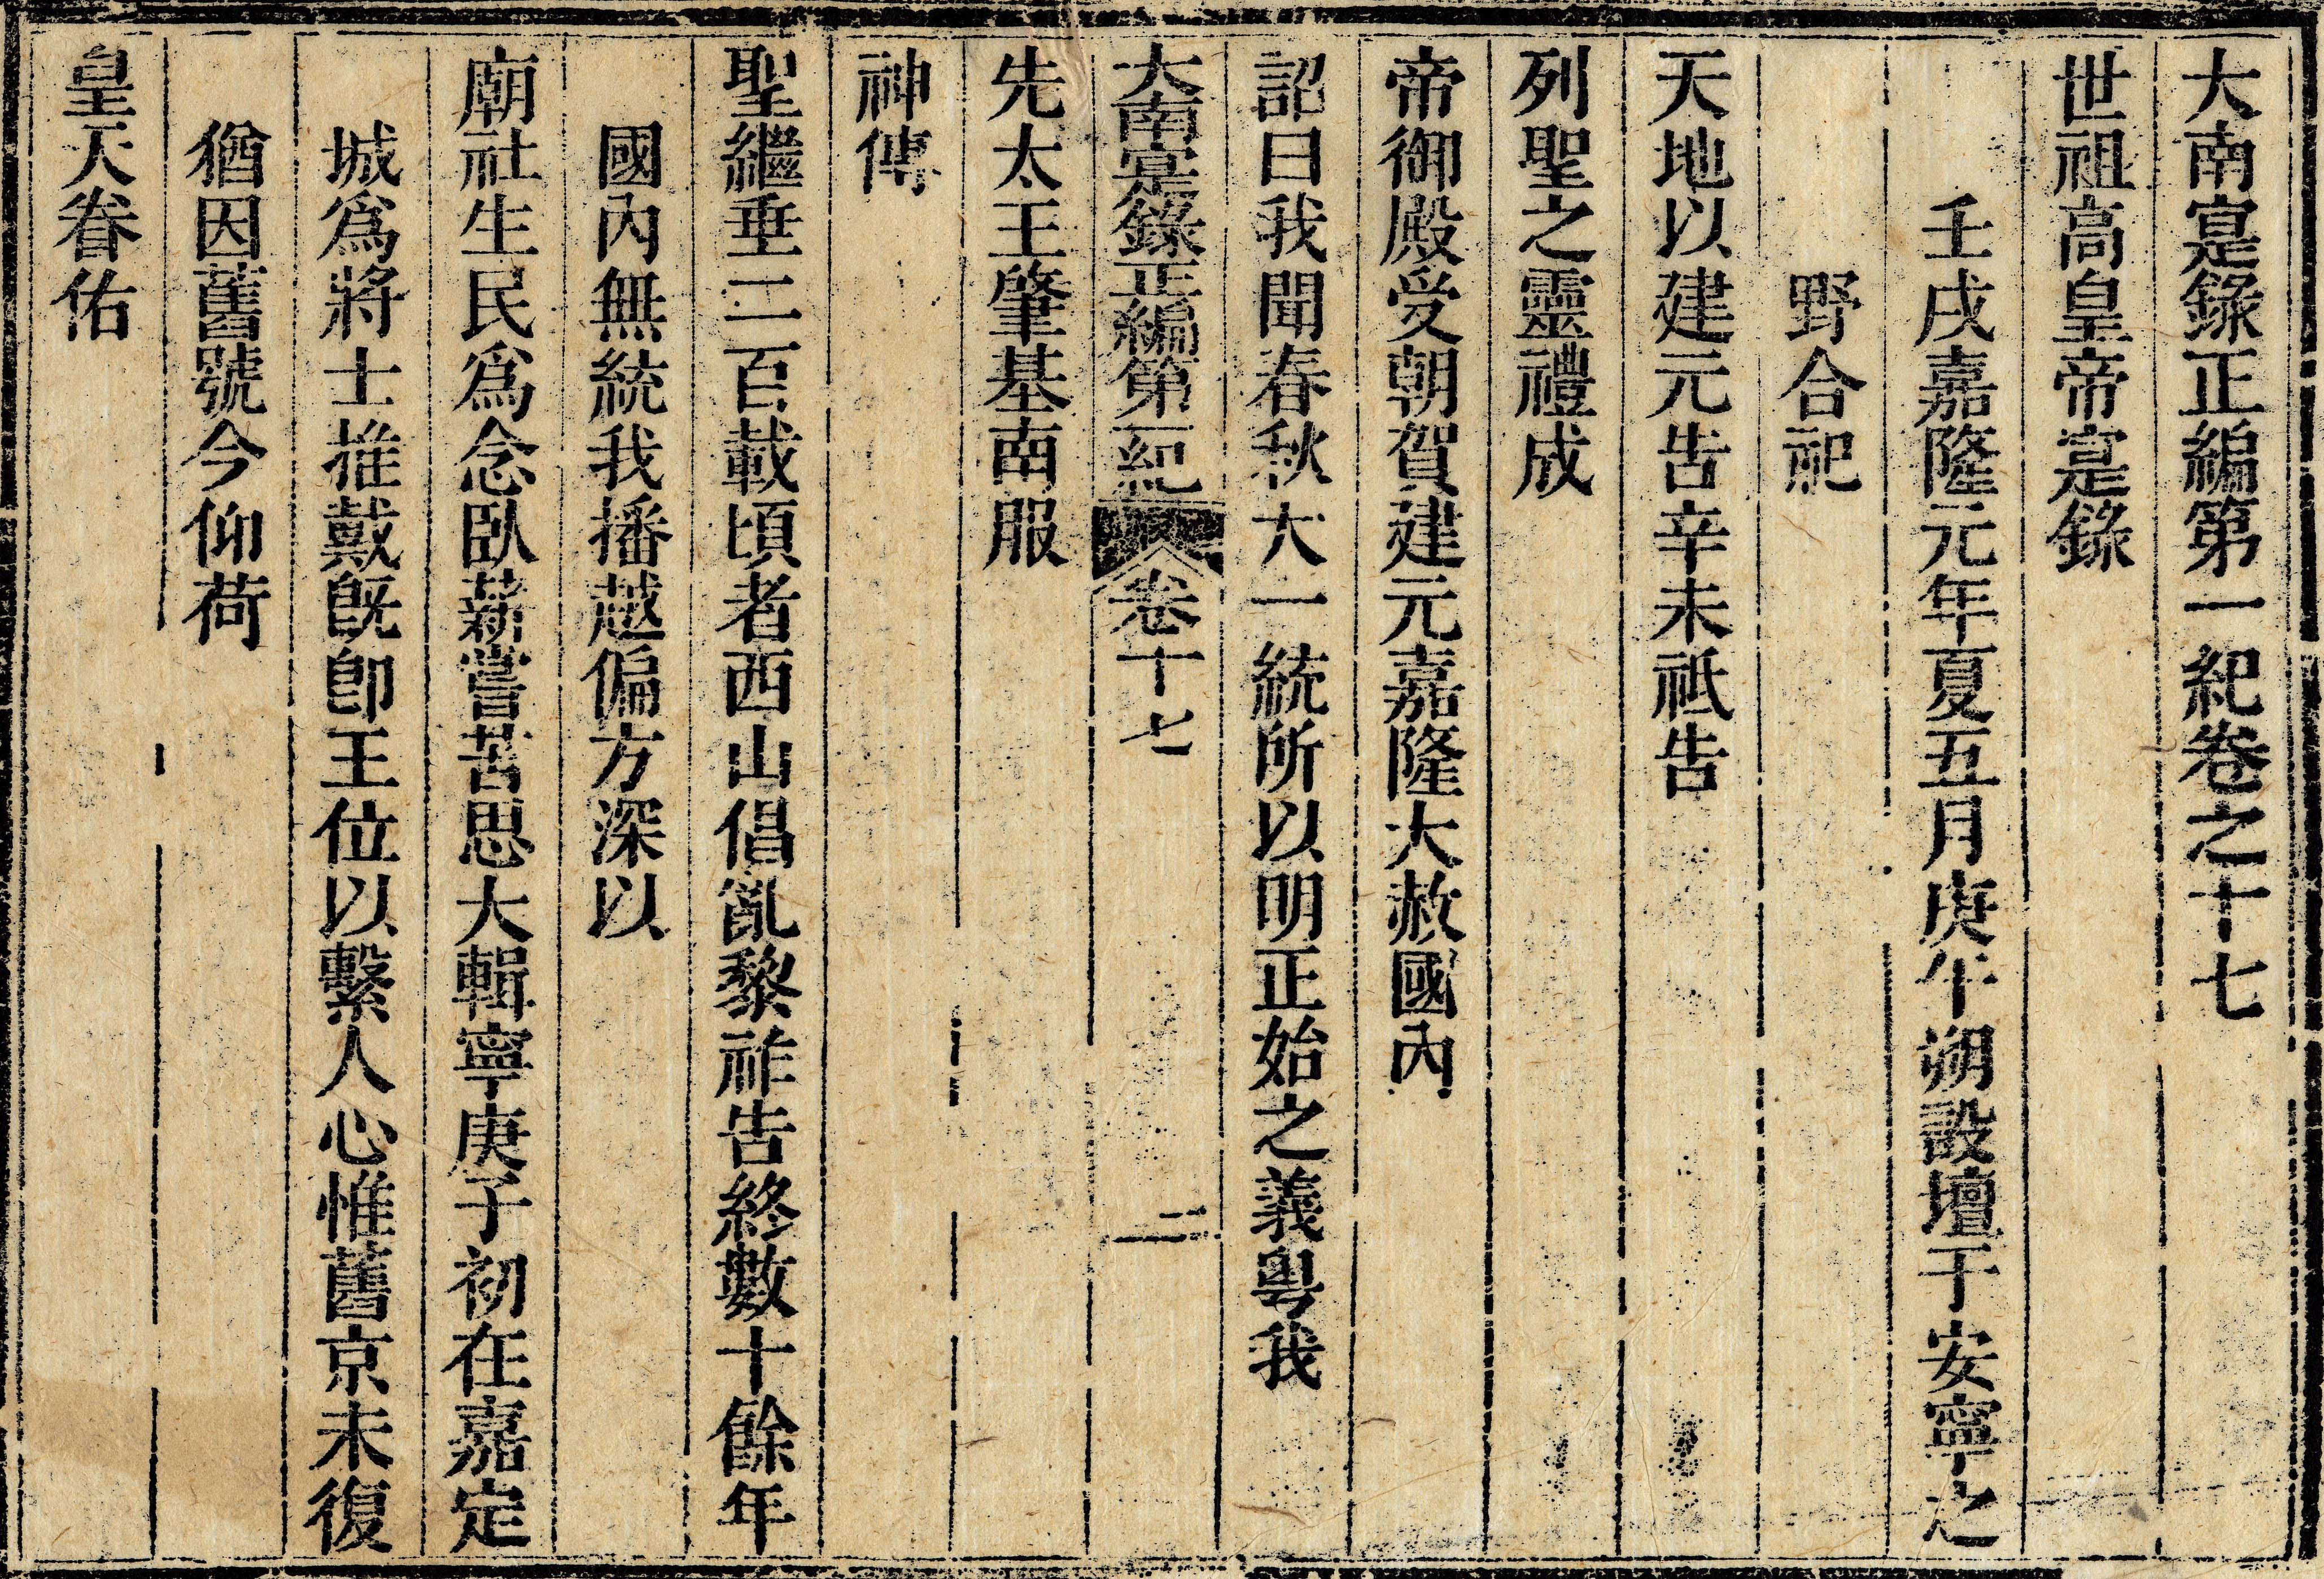 大南寔錄正編第一紀卷之十七
世祖高皇帝寔錄
壬戌嘉隆元年夏五月庚午朔設壇于安寧之
野合祀
天地以建元告辛未祗告
列聖之靈禮成
帝御殿受朝賀建元嘉隆大赦國內
詔曰我聞春秋大一統所以明正始之義粤我
大南寔錄正編第一紀 卷十七 二
先太王肇基南服
神傳
聖繼垂二百載頃者西山倡亂黎祚告終數十餘年
國內無統我播越偏方深以
廟社生民爲念臥薪嘗苦思大輯寧庚子初在嘉定
城爲將士推戴旣卽王位以繫人心惟舊京未復
猶因舊號今仰荷
皇天眷佑